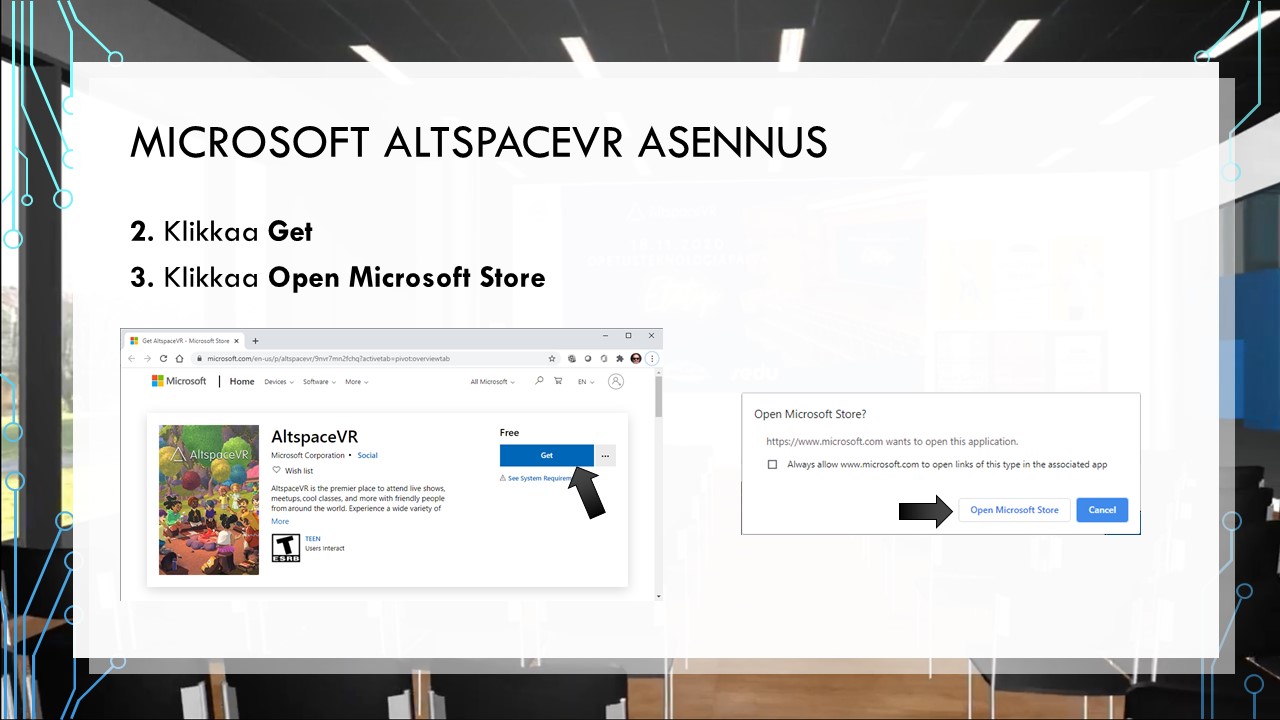 MICROSOFT ALTSPACEVR ASENNUS
2. Klikkaa Get
3. Klikkaa Open Microsoft Store
Get AltspaceVR - Microsoft Store
microsoft.com/en-us/p/altspacevr/9nvr7mn2fchq?activetab=pivot:overviewtab
Microsoft Home Devices Software More All Microsoft EN
AltspaceVR
AltspaceVR
Microsoft Corporation • Social
Wish list
AltspaceVR is the premier place to attend live shows,
meetups, cool classes, and more with friendly people
from around the world. Experience a wide variety of
More
T
ESRB
TEEN
Users Interact
Free
Get
...
See System
Open Microsoft Store?
https://www.microsoft.com wants to open this application.
Always allow www.microsoft.com to open links of this type in the associated app
Open Microsoft Store Cancel